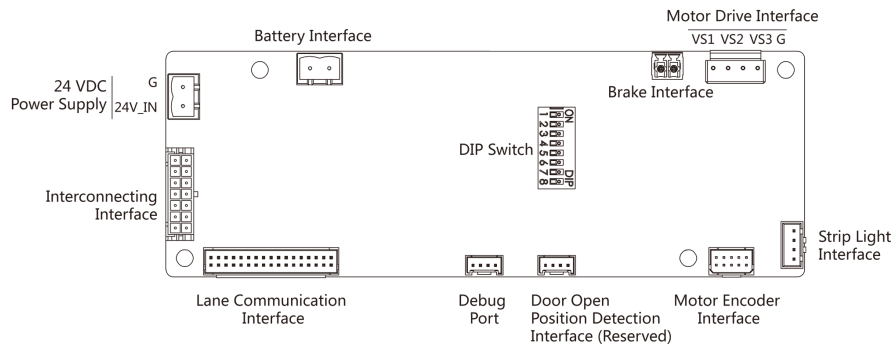 Motor Drive Interface
VS1 VS2 VS3 G
Battery Interface
24 VDC
Power Supply
G
24V_IN
Brake Interface
DIP Switch
ON
1 2 3 4 5 6 7 8
DIP
Interconnecting
Interface
Strip Light
Interface
Lane Communication
Interface
Debug
Port
Door Open
Position Detection
Interface (Reserved)
Motor Encoder
Interface